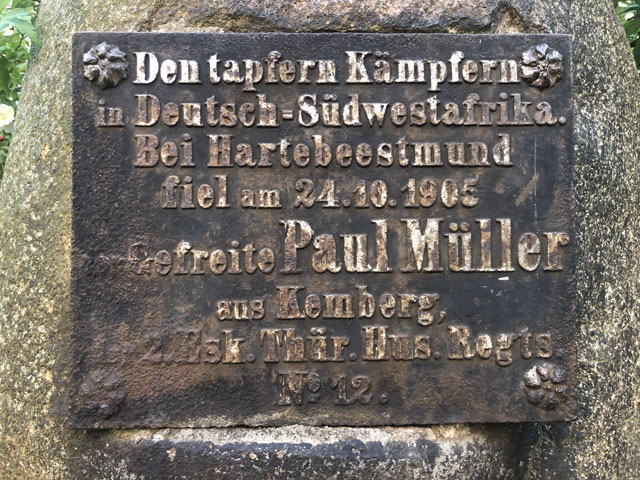 Den tapfern Kämpfern
in Deutsch=Südwestafrika.
Bei Hartebeestmund
fiel am 24.10.1905
Gefreite Paul Müller
aus Kemberg,
2. Esk. Thür. Hus. Regts.
No 12.